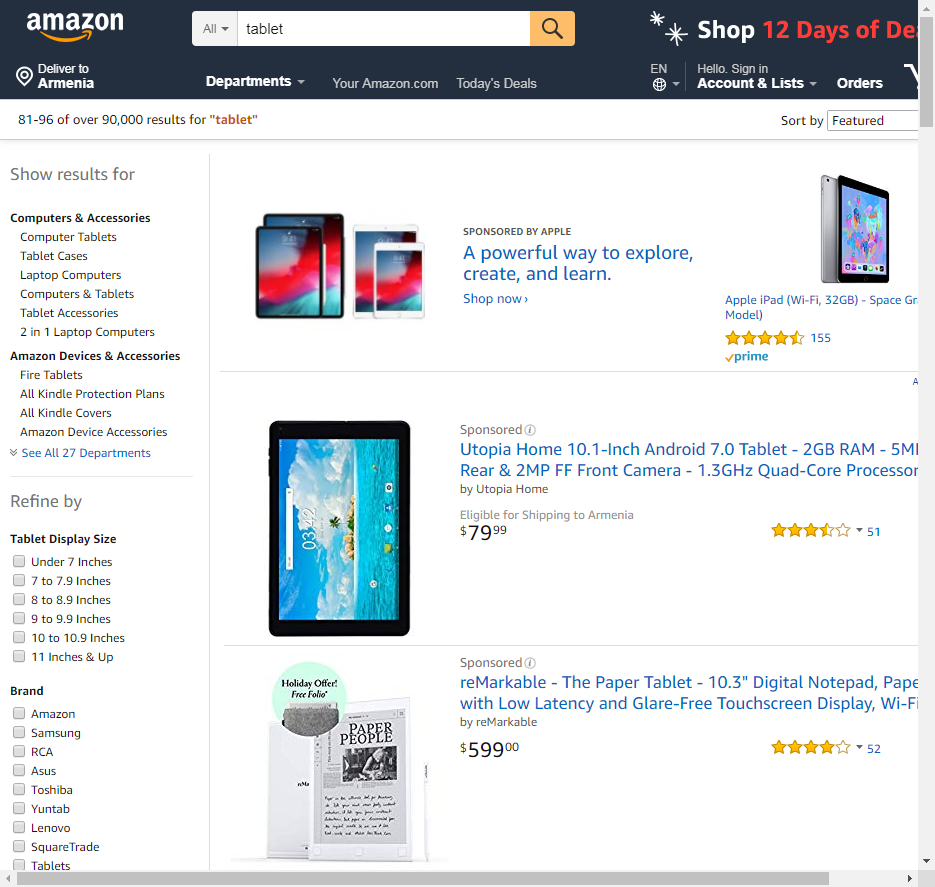 amazon
All
tablet
Shop 12 Days of Dea
Deliver to
Armenia
Departments
Your Amazon.com
Today's Deals
EN
Hello. Sign in
Account & Lists
Orders
81-96 of over 90,000 results for "tablet"
Sort by
Featured
Show results for
Computers & Accessories
Computer Tablets
Tablet Cases
Laptop Computers
Computers & Tablets
Tablet Accessories
2 in 1 Laptop Computers
Amazon Devices & Accessories
Fire Tablets
All Kindle Protection Plans
All Kindle Covers
Amazon Device Accessories
See All 27 Departments
Refine by
Tablet Display Size
Under 7 Inches
7 to 7.9 Inches
8 to 8.9 Inches
9 to 9.9 Inches
10 to 10.9 Inches
11 Inches & Up
Brand
Amazon
Samsung
RCA
Asus
Toshiba
Yuntab
Lenovo
SquareTrade
Tablets
SPONSORED BY APPLE
A powerful way to explore,
create, and learn.
Shop now ›
Apple iPad (Wi-Fi, 32GB) - Space Gr
Model)
155
prime
A
Sponsored
Utopia Home 10.1-Inch Android 7.0 Tablet - 2GB RAM - 5MP
Rear & 2MP FF Front Camera - 1.3GHz Quad-Core Processor
by Utopia Home
Eligible for Shipping to Armenia
$79 99
51
03:42
Sponsored
reMarkable - The Paper Tablet - 10.3" Digital Notepad, Pape
with Low Latency and Glare-Free Touchscreen Display, Wi-Fi
by reMarkable
$599 00
52
Holiday Offer!
Free Folio*
PAPER
PEOPLE
reMa